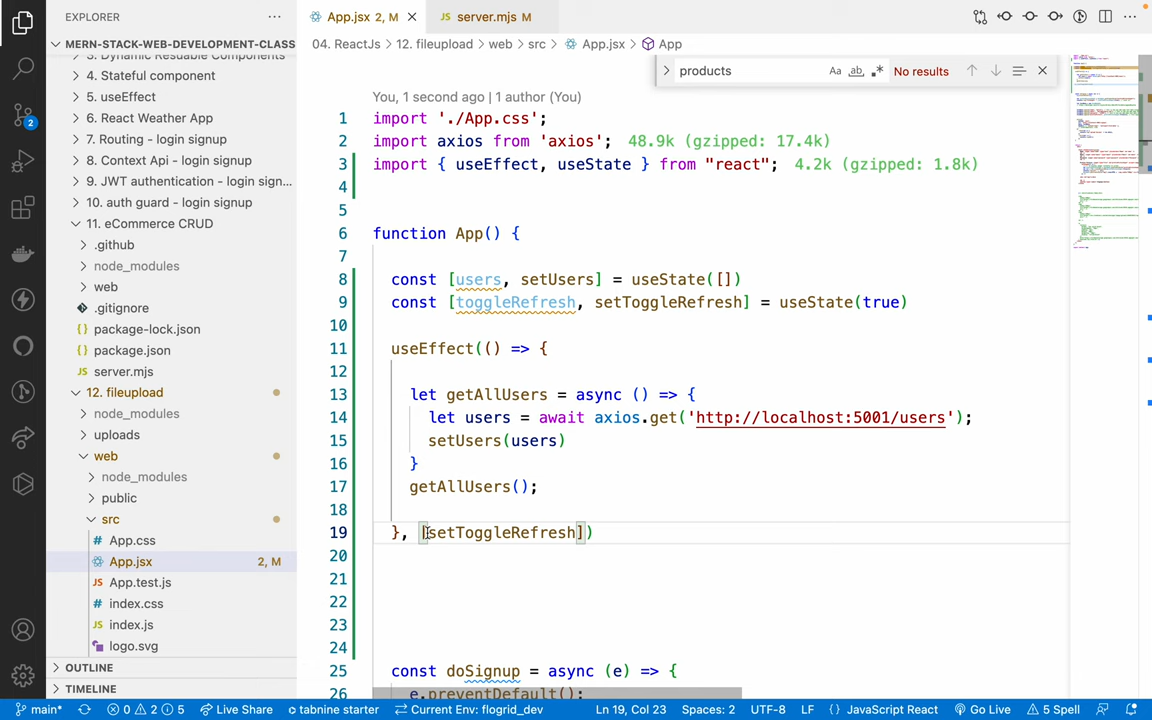 EXPLORER
App.jsx 2, M
server.mjs M
MERN-STACK-WEB-DEVELOPMENT-CLASS
04. ReactJs > 12. fileupload > web > src > App.jsx > App
3. Dynamic Resuable Components
4. Stateful component
5. useEffect
6. React Weather App
7. Routing - login signup
8. Context Api - login signup
9. JWT authentication - login sign...
10. auth guard - login signup
11. eCommerce CRUD
.github
node_modules
web
.gitignore
package-lock.json
package.json
server.mjs
12. fileupload
node_modules
uploads
web
node_modules
public
src
App.css
App.jsx 2, M
App.test.js
index.css
index.js
logo.svg
OUTLINE
TIMELINE
2
products Aa ab .* No results
You, 1 second ago | 1 author (You)
1 import './App.css';
2 import axios from 'axios'; 48.9k (gzipped: 17.4k)
3 import { useEffect, useState } from "react"; 4.2k (gzipped: 1.8k)
4
5
6 function App() {
7
8 const [users, setUsers] = useState([])
9 const [toggleRefresh, setToggleRefresh] = useState(true)
10
11 useEffect(() => {
12
13 let getAllUsers = async () => {
14 let users = await axios.get('http://localhost:5001/users');
15 setUsers(users)
16 }
17 getAllUsers();
18
19 }, [setToggleRefresh])
20
21
22
23
24
25 const doSignup = async (e) => {
26 e.preventDefault();
main* 0 2 5 Live Share tabnine starter Current Env: flogrid_dev Ln 19, Col 23 Spaces: 2 UTF-8 LF {} JavaScript React Go Live 5 Spell